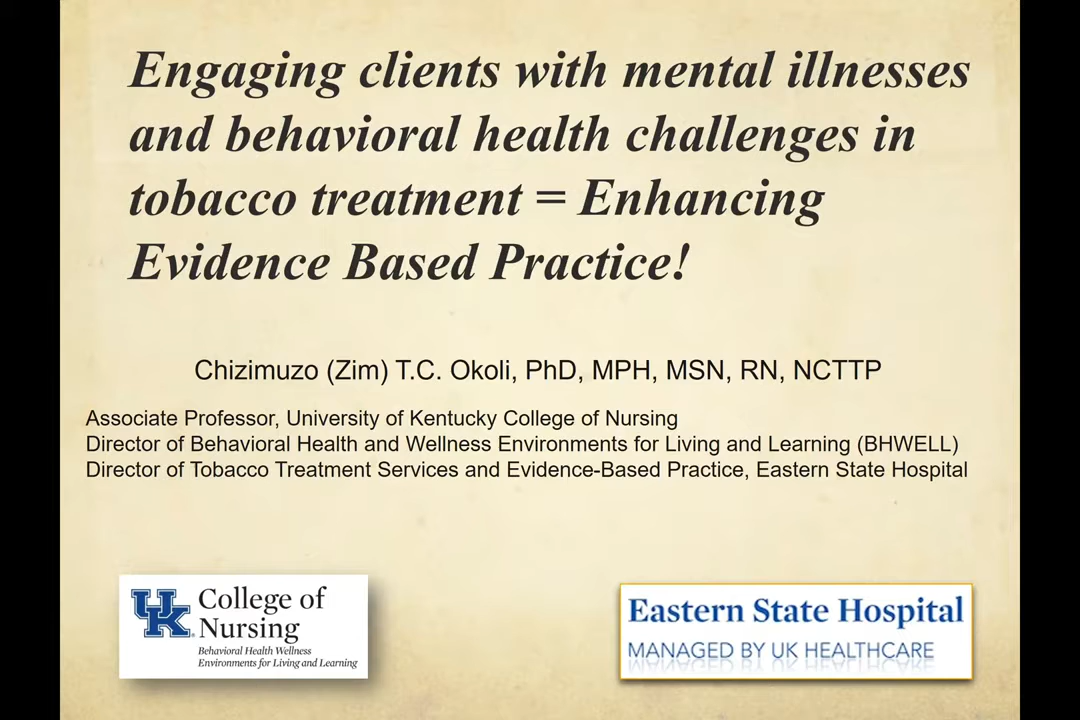 Engaging clients with mental illnesses
and behavioral health challenges in
tobacco treatment = Enhancing
Evidence Based Practice!
Chizimuzo (Zim) T.C. Okoli, PhD, MPH, MSN, RN, NCTTP
Associate Professor, University of Kentucky College of Nursing
Director of Behavioral Health and Wellness Environments for Living and Learning (BHWELL)
Director of Tobacco Treatment Services and Evidence-Based Practice, Eastern State Hospital
UK College of
Nursing
Behavioral Health Wellness
Environments for Living and Learning
Eastern State Hospital
MANAGED BY UK HEALTHCARE